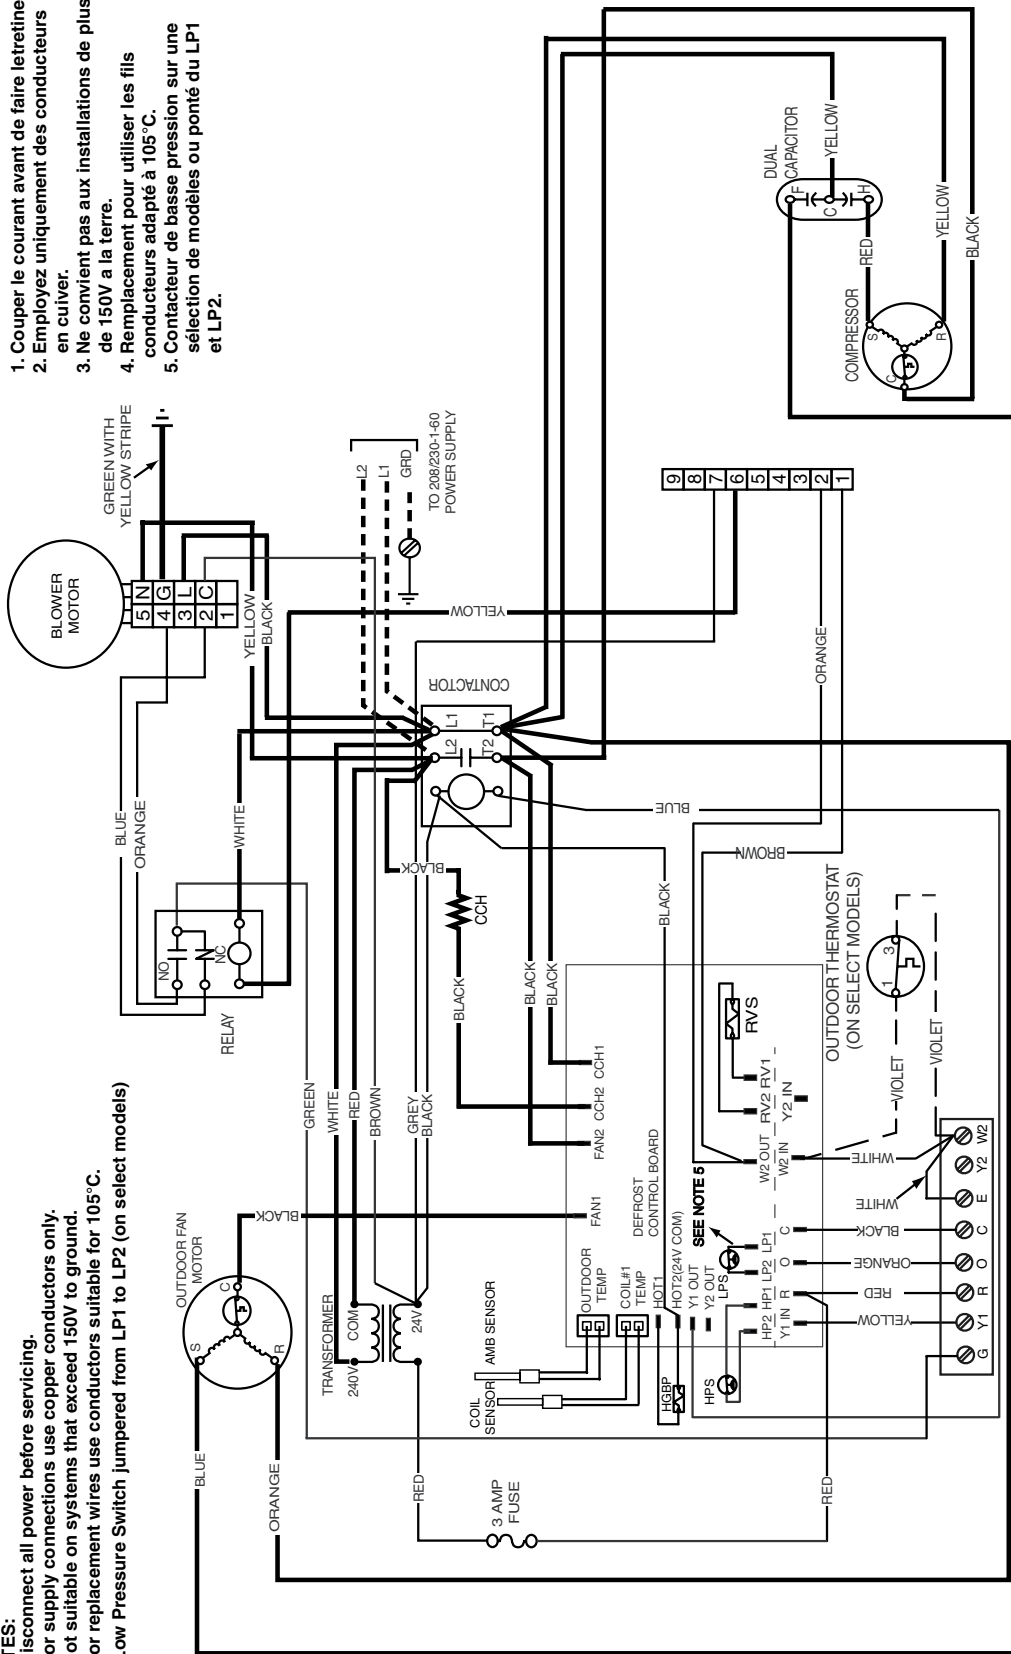 TES:
isconnect all power before servicing.
or supply connections use copper conductors only.
ot suitable on systems that exceed 150V to ground.
or replacement wires use conductors suitable for 105°C.
ow Pressure Switch jumpered from LP1 to LP2 (on select models)
1. Couper le courant avant de faire letretine
2. Employez uniquement des conducteurs
en cuiver.
3. Ne convient pas aux installations de plus
de 150V a la terre.
4. Remplacement pour utiliser les fils
conducteurs adapté à 105°C.
5. Contacteur de basse pression sur une
sélection de modèles ou ponté du LP1
et LP2.
BLOWER
MOTOR
5 N
4 G
3 L
2 C
1
GREEN WITH
YELLOW STRIPE
BLUE
ORANGE
YELLOW
BLACK
WHITE
RELAY
NO
NC
L2
L1
GRD
TO 208/230-1-60
POWER SUPPLY
CONTACTOR
L2
L1
T2
T1
YELLOW
BLACK
BLUE
CCH
BLACK
BLACK
BLACK
BLACK
GREEN
WHITE
RED
BROWN
GREY
BLACK
OUTDOOR FAN
MOTOR
S
C
R
BLACK
BLUE
ORANGE
TRANSFORMER
240V
COM
24V
RED
3 AMP
FUSE
RED
COIL
SENSOR
AMB SENSOR
HGBP
HPS
LPS
OUTDOOR
TEMP
COIL#1
TEMP
HOT1
HOT2(24V COM)
Y1 OUT
Y2 OUT
FAN1
FAN2
CCH2
CCH1
DEFROST
CONTROL BOARD
SEE NOTE 5
HP2
HP1
LP2
LP1
Y1 IN
R
O
C
W2 OUT
W2 IN
RV2
RV1
Y2 IN
RVS
YELLOW
RED
ORANGE
BLACK
WHITE
WHITE
G
Y1
R
O
C
E
Y2
W2
OUTDOOR THERMOSTAT
(ON SELECT MODELS)
1
3
VIOLET
VIOLET
BROWN
ORANGE
9
8
7
6
5
4
3
2
1
DUAL
CAPACITOR
F
C
H
YELLOW
RED
YELLOW
BLACK
COMPRESSOR
S
C
R